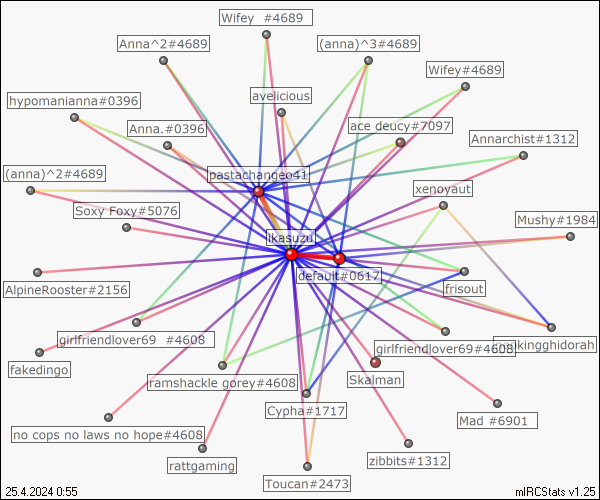 Wifey  #4689
Anna^2#4689
(anna)^3#4689
Wifey#4689
hypomanianna#0396
avelicious
Anna.#0396
ace deucy#7097
Annarchist#1312
(anna)^2#4689
pastachangeo41
xenoyaut
Soxy Foxy#5076
Mushy#1984
ikasuzu
default#0617
AlpineRooster#2156
frisout
girlfriendlover69  #4608
girlfriendlover69#4608
kingghidorah
fakedingo
ramshackle gorey#4608
Skalman
Cypha#1717
Mad #6901
no cops no laws no hope#4608
rattgaming
zibbits#1312
Toucan#2473
25.4.2024 0:55
mIRCStats v1.25